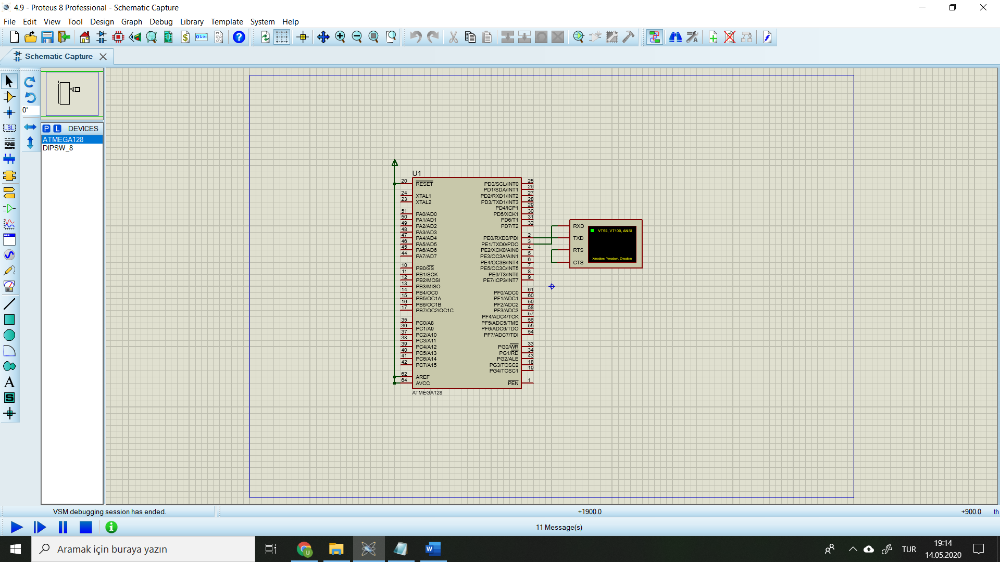 4.9 - Proteus 8 Professional - Schematic Capture
File Edit View Tool Design Graph Debug Library Template System Help
Schematic Capture
0°
P L DEVICES
ATMEGA128
DIPSW_8
LBL
U1
20 RESET
24 XTAL1
23 XTAL2
51 PA0/AD0
50 PA1/AD1
49 PA2/AD2
48 PA3/AD3
47 PA4/AD4
46 PA5/AD5
45 PA6/AD6
44 PA7/AD7
10 PB0/SS
11 PB1/SCK
12 PB2/MOSI
13 PB3/MISO
14 PB4/OC0
15 PB5/OC1A
16 PB6/OC1B
17 PB7/OC2/OC1C
35 PC0/A8
36 PC1/A9
37 PC2/A10
38 PC3/A11
39 PC4/A12
40 PC5/A13
41 PC6/A14
42 PC7/A15
62 AREF
64 AVCC
PD0/SCL/INT0 25
PD1/SDA/INT1 26
PD2/RXD1/INT2 27
PD3/TXD1/INT3 28
PD4/ICP1 29
PD5/XCK1 30
PD6/T1 31
PD7/T2 32
PE0/RXD0/PDI 2
PE1/TXD0/PDO 3
PE2/XCK0/AIN0 4
PE3/OC3A/AIN1 5
PE4/OC3B/INT4 6
PE5/OC3C/INT5 7
PE6/T3/INT6 8
PE7/ICP3/INT7 9
PF0/ADC0 61
PF1/ADC1 60
PF2/ADC2 59
PF3/ADC3 58
PF4/ADC4/TCK 57
PF5/ADC5/TMS 56
PF6/ADC6/TDO 55
PF7/ADC7/TDI 54
PG0/WR 33
PG1/RD 34
PG2/ALE 43
PG3/TOSC2 18
PG4/TOSC1 19
PEN 1
ATMEGA128
RXD
TXD
RTS
CTS
VT52, VT100, ANSI
Xmodem, Ymodem, Zmodem
A
S
VSM debugging session has ended.
+1900.0
+900.0
th
11 Message(s)
Aramak için buraya yazın
TUR
19:14
14.05.2020